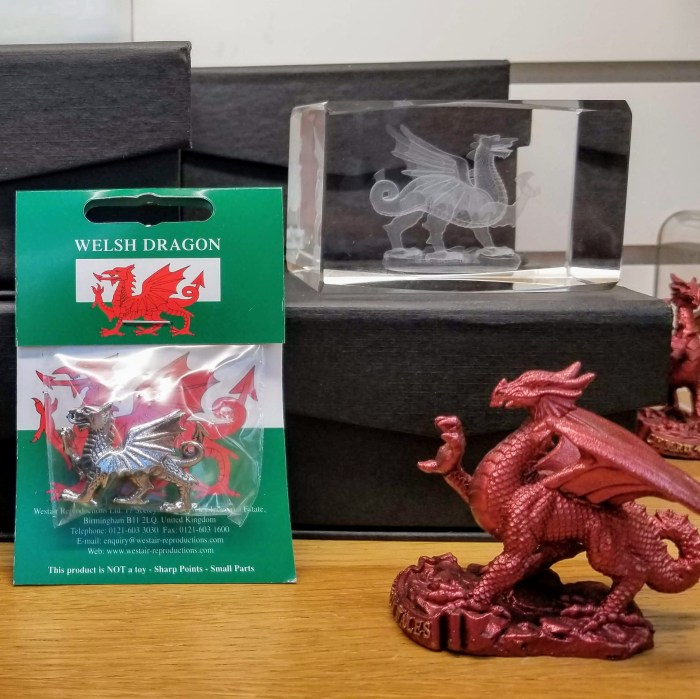 WELSH DRAGON
Westair Reproductions Ltd. Estate,
Birmingham B11 2LQ. United Kingdom
Telephone: 0121-603 3030 Fax: 0121-603 1600
E-mail: enquiry@westair-reproductions.com
Web: www.westair-reproductions.com
This product is NOT a toy - Sharp Points - Small Parts